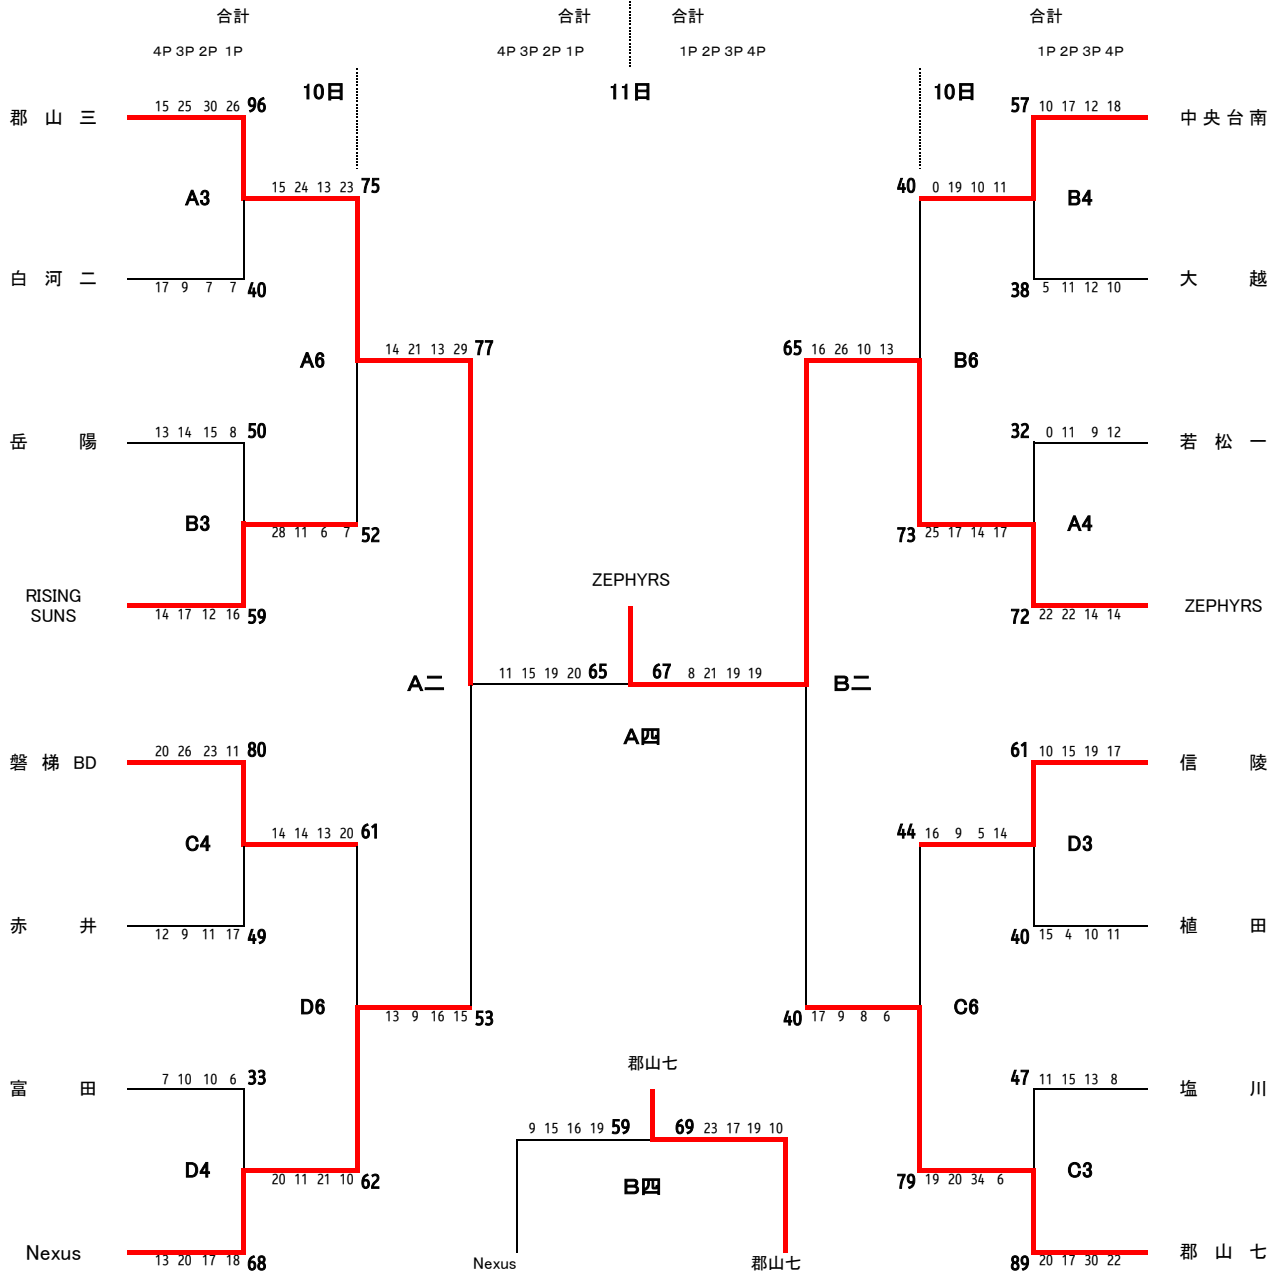 合計 合計 合計 合計
4P 3P 2P 1P 4P 3P 2P 1P 1P 2P 3P 4P 1P 2P 3P 4P
10日 11日 10日
15 25 30 26 96 57 10 17 12 18
郡山三 中央台南
15 24 13 23 75 40 0 19 10 11
A3 B4
白河二 大越
17 9 7 7 40 38 5 11 12 10
14 21 13 29 77 65 16 26 10 13
A6 B6
13 14 15 8 50 32 0 11 9 12
岳陽 若松一
B3 A4
28 11 6 7 52 73 25 17 14 17
ZEPHYRS
RISING
SUNS ZEPHYRS
14 17 12 16 59 72 22 22 14 14
11 15 19 20 65 67 8 21 19 19
A二 B二
A四
20 26 23 11 80 61 10 15 19 17
磐梯BD 信陵
14 14 13 20 61 44 16 9 5 14
C4 D3
赤井 植田
12 9 11 17 49 40 15 4 10 11
D6 C6
13 9 16 15 53 40 17 9 8 6
郡山七
7 10 10 6 33 47 11 15 13 8
富田 塩川
9 15 16 19 59 69 23 17 19 10
D4 C3
20 11 21 10 62 79 19 20 34 6
B四
Nexus 郡山七
13 20 17 18 68 Nexus 郡山七 89 20 17 30 22